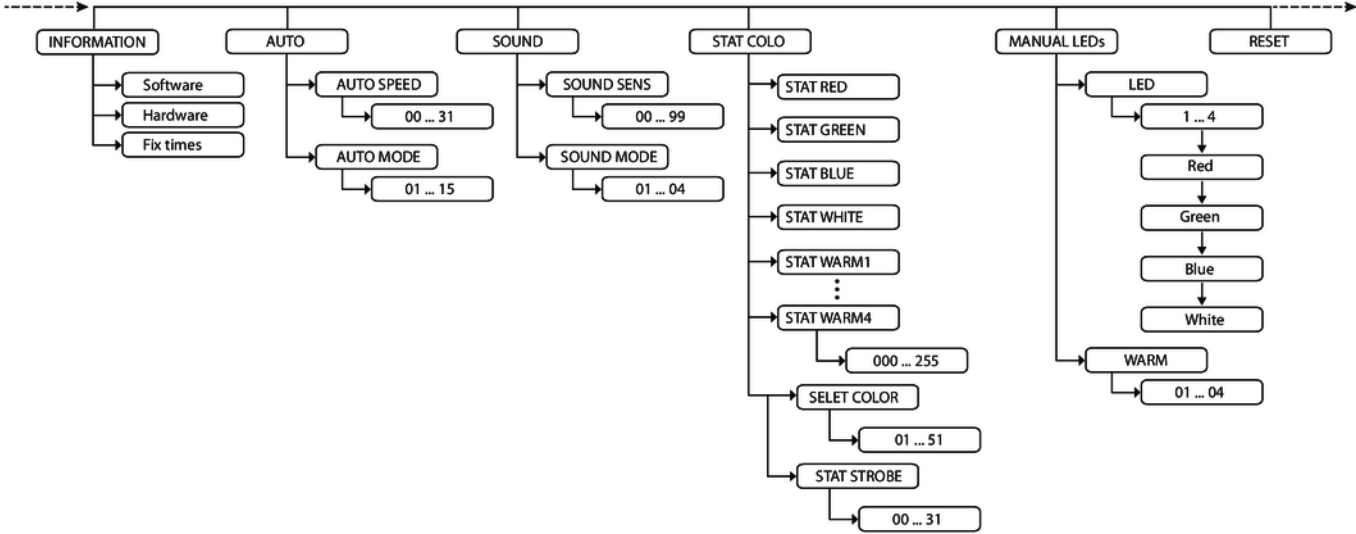 INFORMATION
Software
Hardware
Fix times
AUTO
AUTO SPEED
00 ... 31
AUTO MODE
01 ... 15
SOUND
SOUND SENS
00 ... 99
SOUND MODE
01 ... 04
STAT COLO
STAT RED
STAT GREEN
STAT BLUE
STAT WHITE
STAT WARM1
STAT WARM4
000 ... 255
SELET COLOR
01 ... 51
STAT STROBE
00 ... 31
MANUAL LEDs
LED
1 ... 4
Red
Green
Blue
White
WARM
01 ... 04
RESET